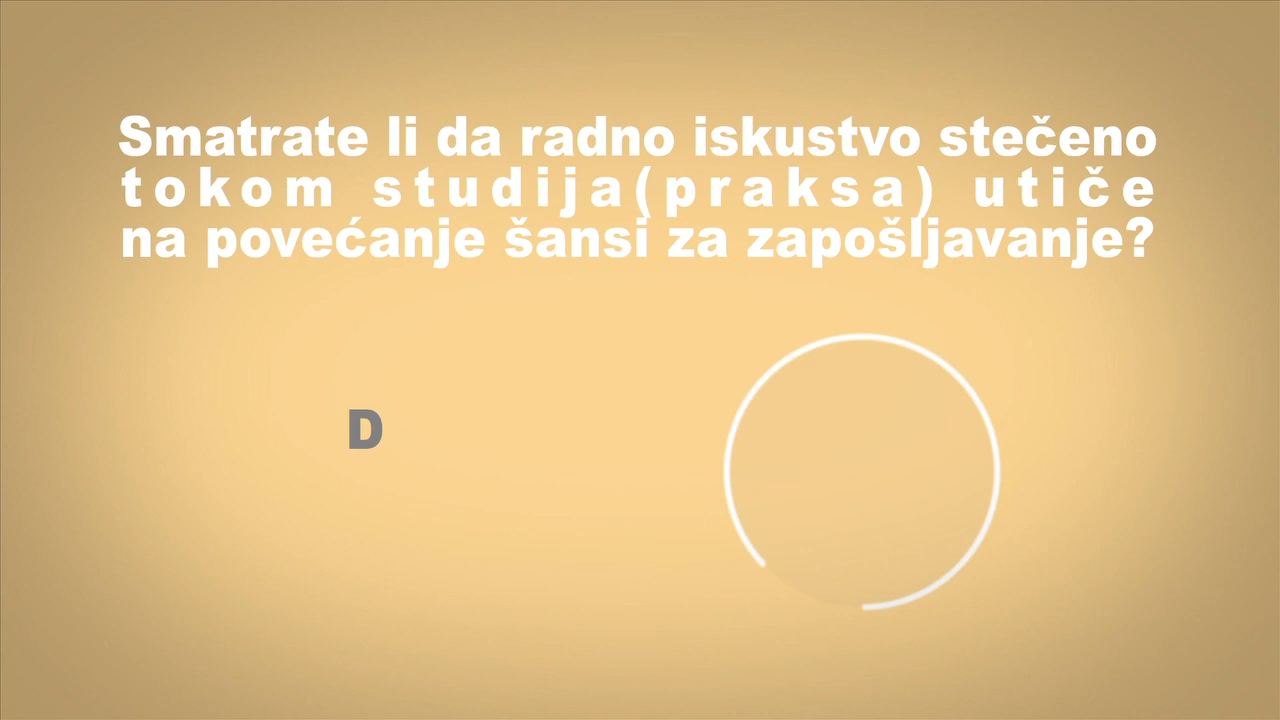 Smatrate li da radno iskustvo stečeno
tokom studija(praksa) utiče
na povećanje šansi za zapošljavanje?
D